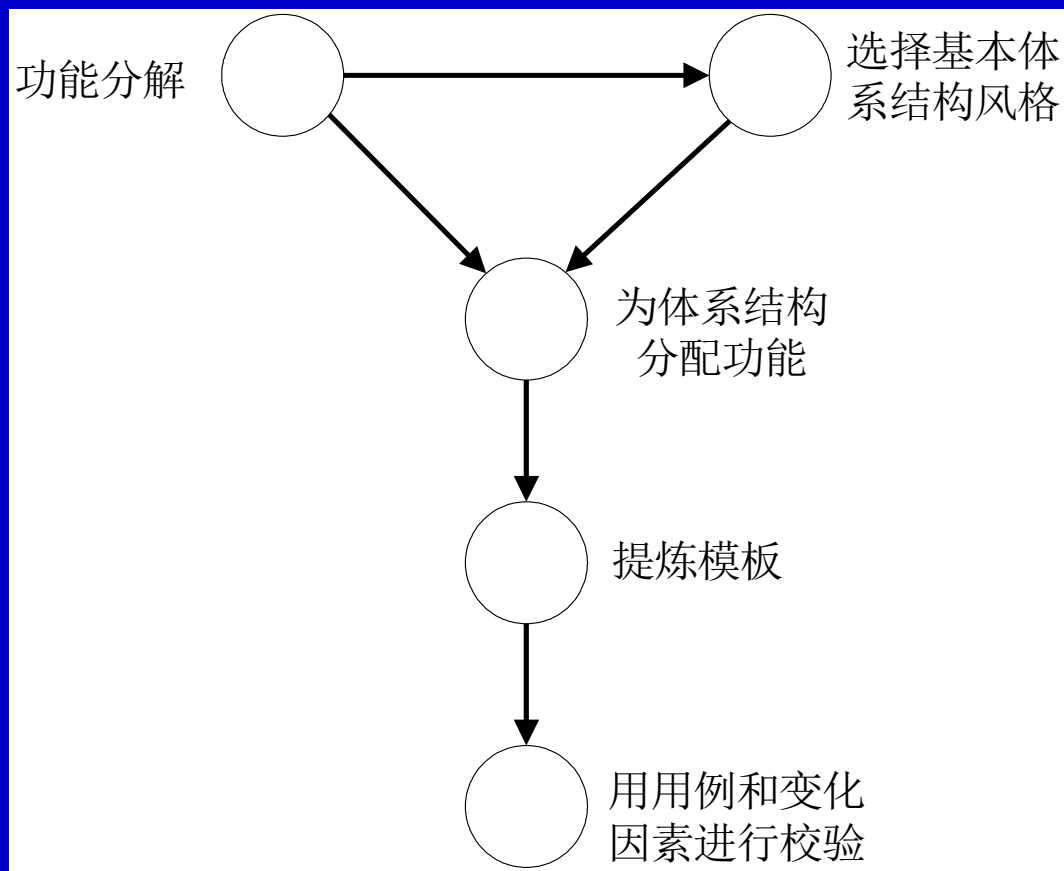 功能分解
选择基本体
系结构风格
为体系结构
分配功能
提炼模板
用用例和变化
因素进行校验